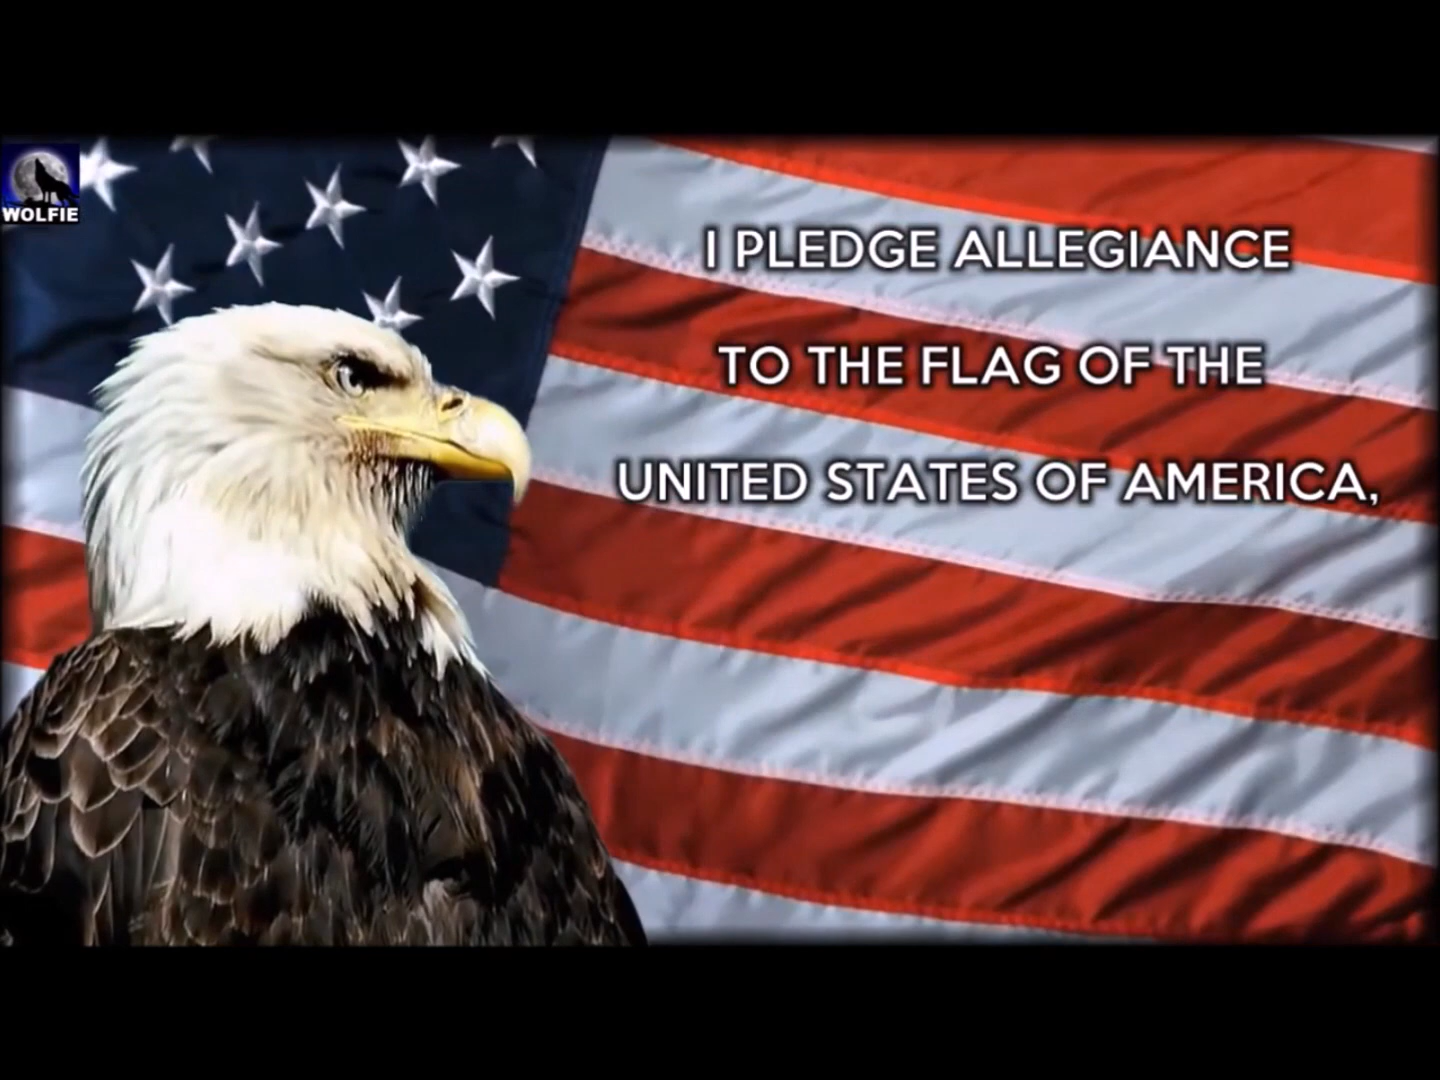 WOLFIE
I PLEDGE ALLEGIANCE
TO THE FLAG OF THE
UNITED STATES OF AMERICA,